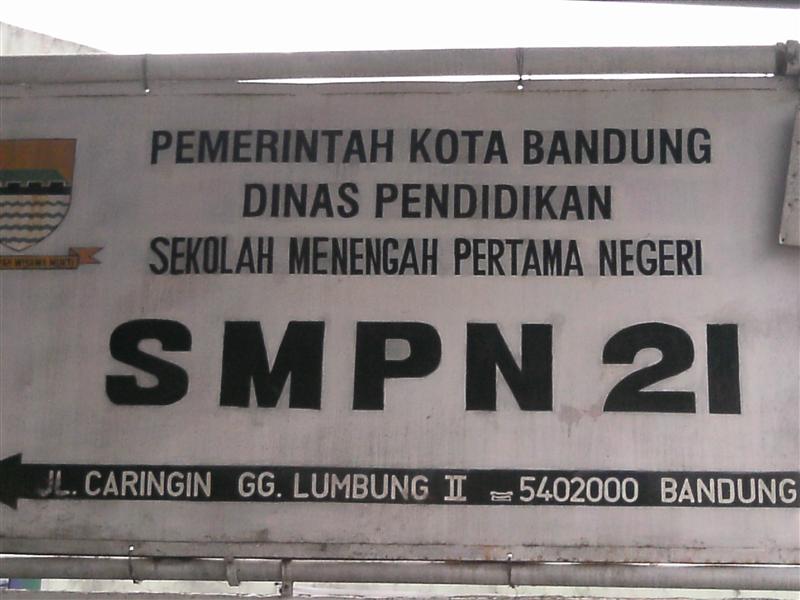 PEMERINTAH KOTA BANDUNG
DINAS PENDIDIKAN
SEKOLAH MENENGAH PERTAMA NEGERI
SMPN 21
JL. CARINGIN GG. LUMBUNG II ☏ 5402000 BANDUNG